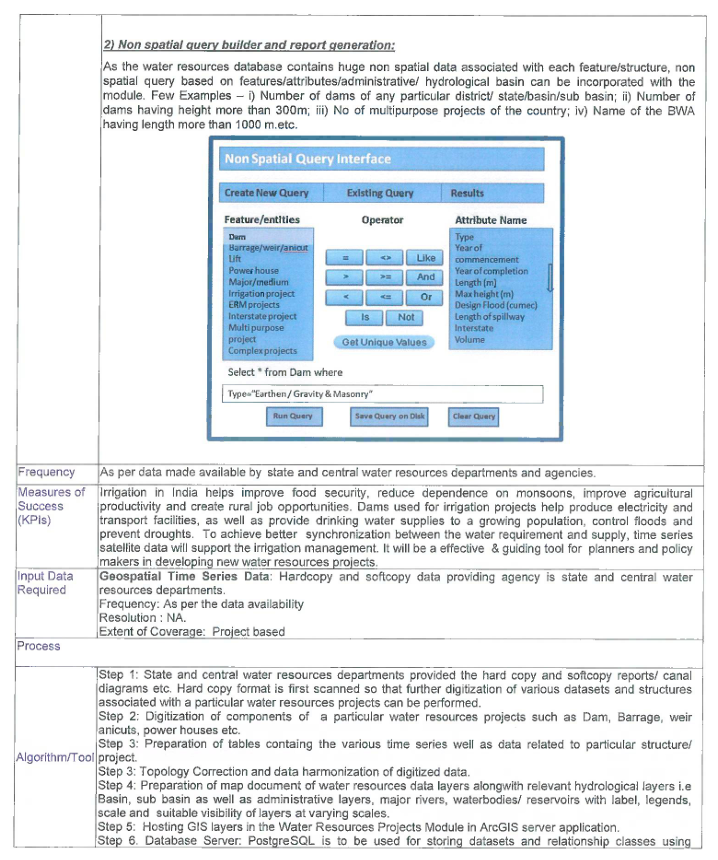 2) Non spatial query builder and report generation:
As the water resources database contains huge non spatial data associated with each feature/structure, non
spatial query based on features/attributes/administrative/ hydrological basin can be incorporated with the
module. Few Examples – i) Number of dams of any particular district/ state/basin/sub basin; ii) Number of
dams having height more than 300m; iii) No of multipurpose projects of the country; iv) Name of the BWA
having length more than 1000 m.etc.
Non Spatial Query Interface
Create New Query Existing Query Results
Feature/entities Operator Attribute Name
Dam
Barrage/weir/anicut
Lift
Power house
Major/medium
Irrigation project
ERM projects
Interstate project
Multi purpose
project
Complex projects
= <> Like
> >= And
< <= Or
Is Not
Get Unique Values
Type
Year of
commencement
Year of completion
Length (m)
Max height (m)
Design Flood (cumec)
Length of spillway
Interstate
Volume
Select * from Dam where
Type="Earthen / Gravity & Masonry"
Run Query Save Query on Disk Clear Query
Frequency As per data made available by state and central water resources departments and agencies.
Measures of
Success
(KPIs)
Irrigation in India helps improve food security, reduce dependence on monsoons, improve agricultural
productivity and create rural job opportunities. Dams used for irrigation projects help produce electricity and
transport facilities, as well as provide drinking water supplies to a growing population, control floods and
prevent droughts. To achieve better synchronization between the water requirement and supply, time series
satellite data will support the irrigation management. It will be a effective & guiding tool for planners and policy
makers in developing new water resources projects.
Input Data
Required
Geospatial Time Series Data: Hardcopy and softcopy data providing agency is state and central water
resources departments.
Frequency: As per the data availability
Resolution : NA.
Extent of Coverage: Project based
Process
Algorithm/Tool
Step 1: State and central water resources departments provided the hard copy and softcopy reports/ canal
diagrams etc. Hard copy format is first scanned so that further digitization of various datasets and structures
associated with a particular water resources projects can be performed.
Step 2: Digitization of components of a particular water resources projects such as Dam, Barrage, weir
anicuts, power houses etc.
Step 3: Preparation of tables containg the various time series well as data related to particular structure/
project.
Step 3: Topology Correction and data harmonization of digitized data.
Step 4: Preparation of map document of water resources data layers alongwith relevant hydrological layers i.e
Basin, sub basin as well as administrative layers, major rivers, waterbodies/ reservoirs with label, legends,
scale and suitable visibility of layers at varying scales.
Step 5: Hosting GIS layers in the Water Resources Projects Module in ArcGIS server application.
Step 6. Database Server: PostgreSQL is to be used for storing datasets and relationship classes using